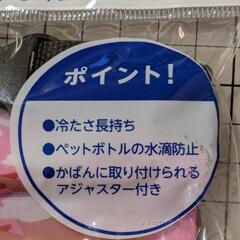 ポイント!
●冷たさ長持ち
●ペットボトルの水滴防止
●かばんに取り付けられる
アジャスター付き